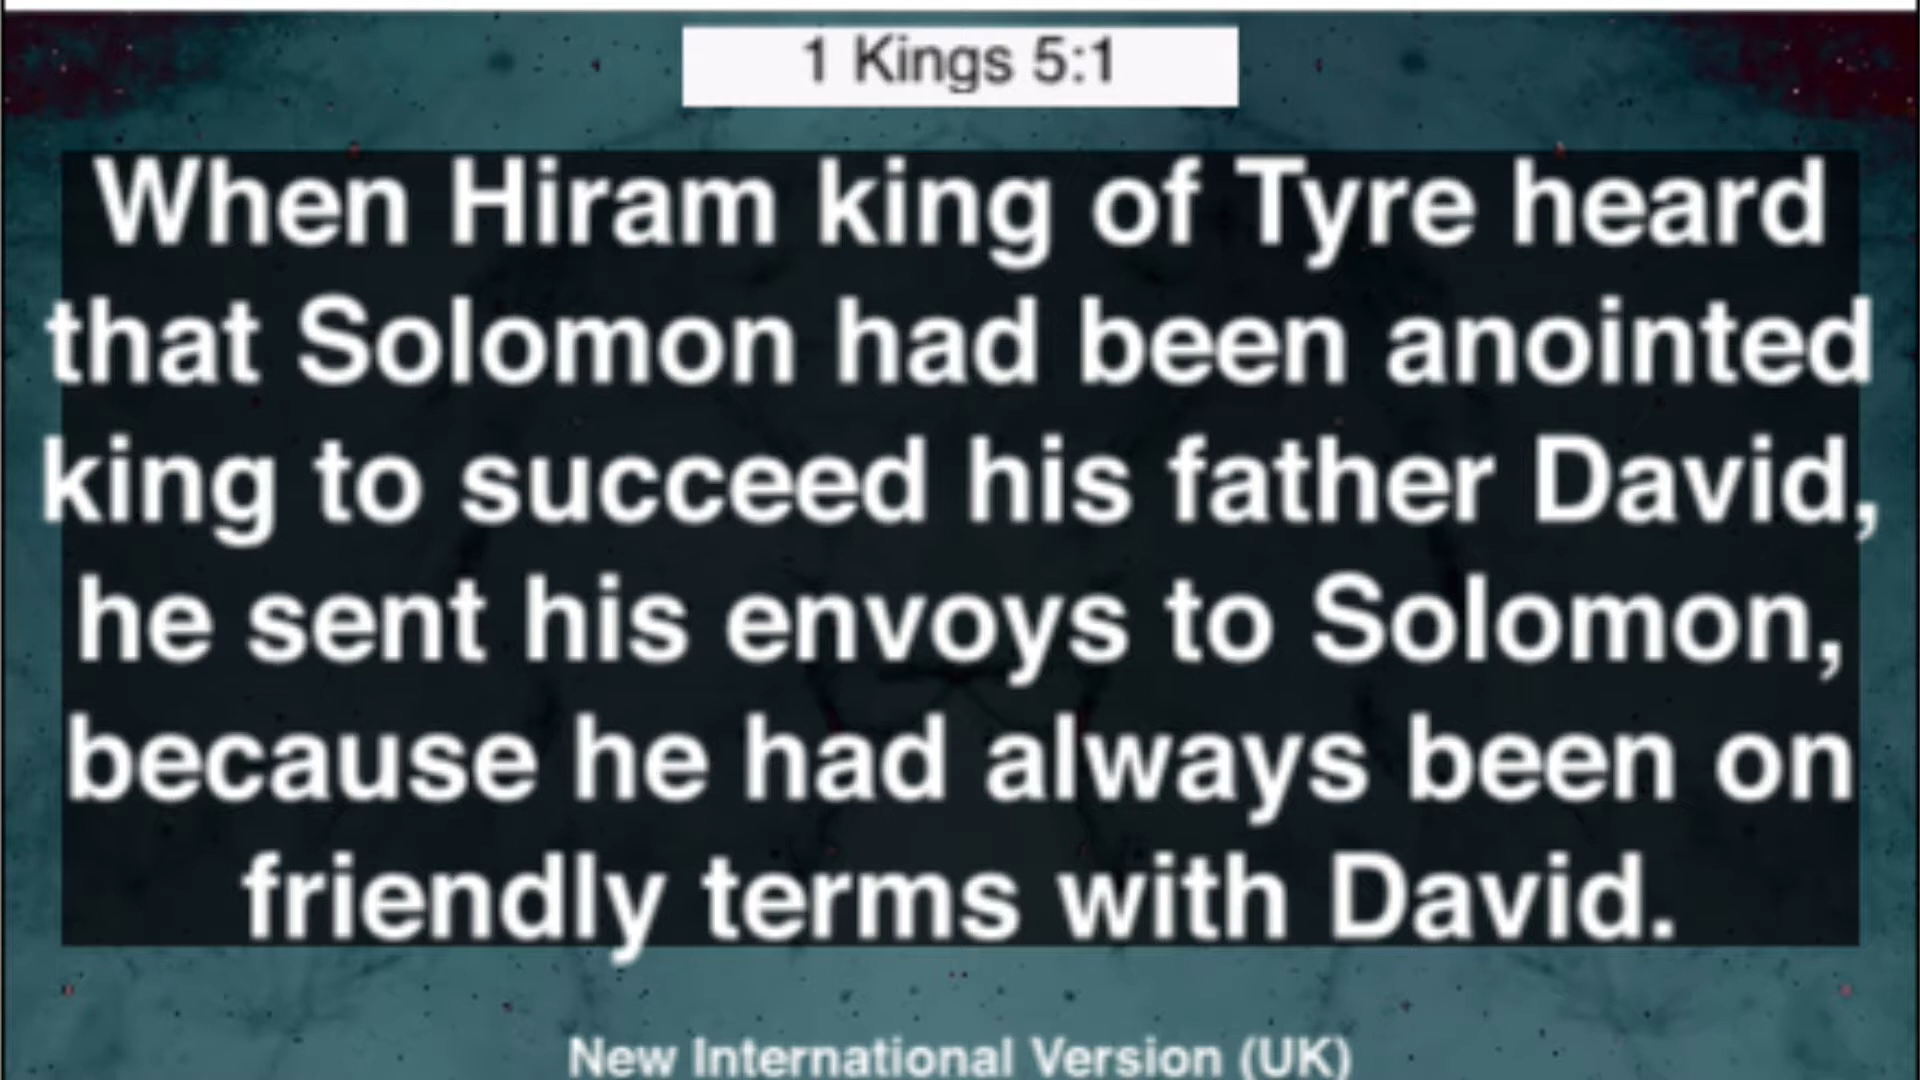 1 Kings 5:1
When Hiram king of Tyre heard
that Solomon had been anointed
king to succeed his father David,
he sent his envoys to Solomon,
because he had always been on
friendly terms with David.
New International Version (UK)